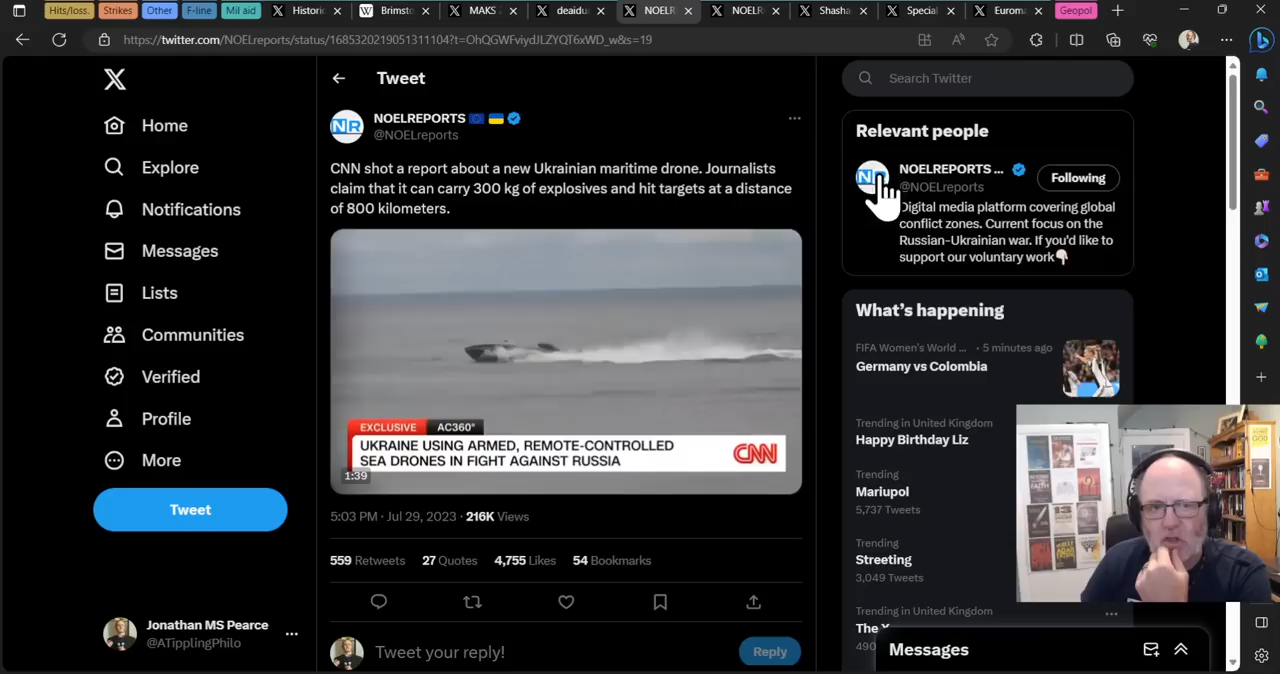 Hits/loss.
Strikes
Other
F-line
Mil aid
Historic
Brimsto
MAKS
deaidua
NOELR
NOELR
Shasha
Special
Eurom
Geopol
https://twitter.com/NOELreports/status/1685320219051311104?t=OhQGWFviydJLZYQT6xWD_w&s=19
X
Home
Explore
Notifications
Messages
Lists
Communities
Verified
Profile
More
Tweet
Jonathan MS Pearce
@ATipplingPhilo
Tweet
NR
NOELREPORTS
@NOELreports
CNN shot a report about a new Ukrainian maritime drone. Journalists
claim that it can carry 300 kg of explosives and hit targets at a distance
of 800 kilometers.
EXCLUSIVE AC360°
UKRAINE USING ARMED, REMOTE-CONTROLLED
SEA DRONES IN FIGHT AGAINST RUSSIA
CNN
1:39
5:03 PM · Jul 29, 2023 · 216K Views
559 Retweets 27 Quotes 4,755 Likes 54 Bookmarks
Tweet your reply!
Reply
Search Twitter
Relevant people
NOELREPORTS ...
@NOELreports
Following
Digital media platform covering global
conflict zones. Current focus on the
Russian-Ukrainian war. If you'd like to
support our voluntary work
What's happening
FIFA Women's World ... · 5 minutes ago
Germany vs Colombia
Trending in United Kingdom
Happy Birthday Liz
Trending
Mariupol
5,737 Tweets
Trending
Streeting
3,049 Tweets
Trending in United Kingdom
The
490
Messages